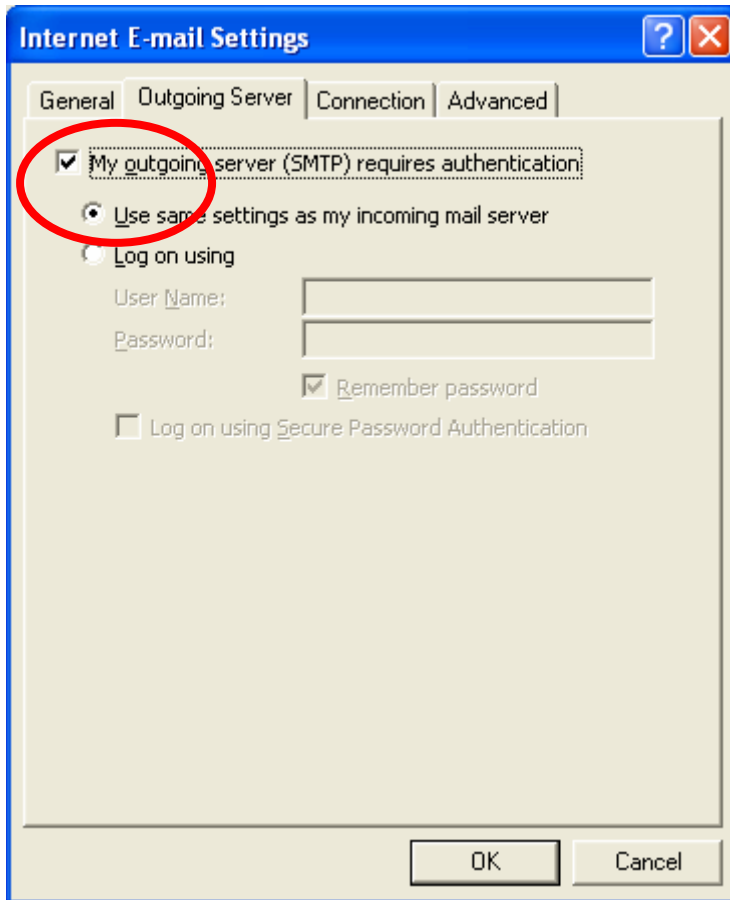 Internet E-mail Settings
General Outgoing Server Connection Advanced
My outgoing server (SMTP) requires authentication
Use same settings as my incoming mail server
Log on using
User Name:
Password:
Remember password
Log on using Secure Password Authentication
OK Cancel